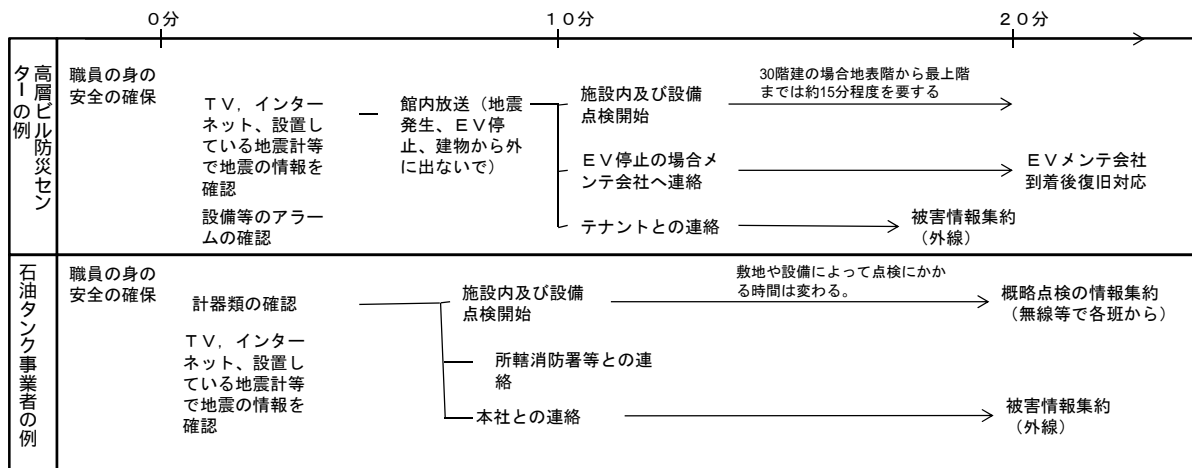 ０分
１０分
２０分
高層ビル防災セン
ターの例
職員の身の
安全の確保
ＴＶ，インター
ネット、設置し
ている地震計等
で地震の情報を
確認
設備等のアラー
ムの確認
館内放送（地震
発生、ＥＶ停
止、建物から外
に出ないで）
施設内及び設備
点検開始
30階建の場合地表階から最上階
までは約15分程度を要する
ＥＶ停止の場合メ
ンテ会社へ連絡
ＥＶメンテ会社
到着後復旧対応
テナントとの連絡
被害情報集約
（外線）
石油タンク事業者の例
職員の身の
安全の確保
計器類の確認
ＴＶ，インター
ネット、設置し
ている地震計等
で地震の情報を
確認
施設内及び設備
点検開始
敷地や設備によって点検にかか
る時間は変わる。
概略点検の情報集約
（無線等で各班から）
所轄消防署等との連
絡
本社との連絡
被害情報集約
（外線）